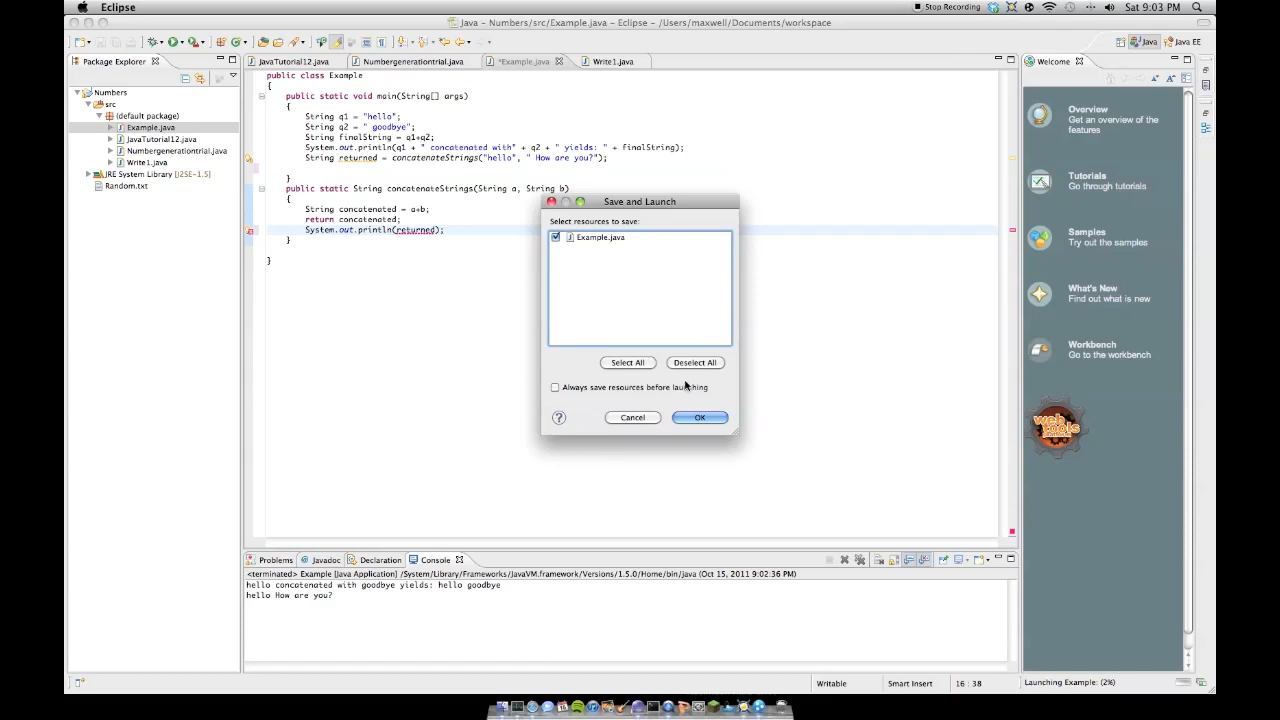 Eclipse
Stop Recording
Sat 9:03 PM
Java - Numbers/src/Example.java - Eclipse - /Users/maxwell/Documents/workspace
Java
Java EE
Package Explorer
JavaTutorial12.java
Numbergenerationtrial.java
*Example.java
Write1.java
Welcome
Numbers
src
(default package)
Example.java
JavaTutorial12.java
Numbergenerationtrial.java
Write1.java
JRE System Library [J2SE-1.5]
Random.txt
public class Example
{
public static void main(String[] args)
{
String q1 = "hello";
String q2 = " goodbye";
String finalString = q1+q2;
System.out.println(q1 + " concatenated with" + q2 + " yields: " + finalString);
String returned = concatenateStrings("hello", " How are you?");
}
public static String concatenateStrings(String a, String b)
{
String concatenated = a+b;
return concatenated;
System.out.println(returned);
}
}
Save and Launch
Select resources to save:
Example.java
Select All
Deselect All
Always save resources before launching
?
Cancel
OK
Overview
Get an overview of the
features
Tutorials
Go through tutorials
Samples
Try out the samples
What's New
Find out what is new
Workbench
Go to the workbench
web
tools
Problems
Javadoc
Declaration
Console
<terminated> Example [Java Application] /System/Library/Frameworks/JavaVM.framework/Versions/1.5.0/Home/bin/java (Oct 15, 2011 9:02:36 PM)
hello concatenated with goodbye yields: hello goodbye
hello How are you?
Writable
Smart Insert
16 : 38
Launching Example: (2%)